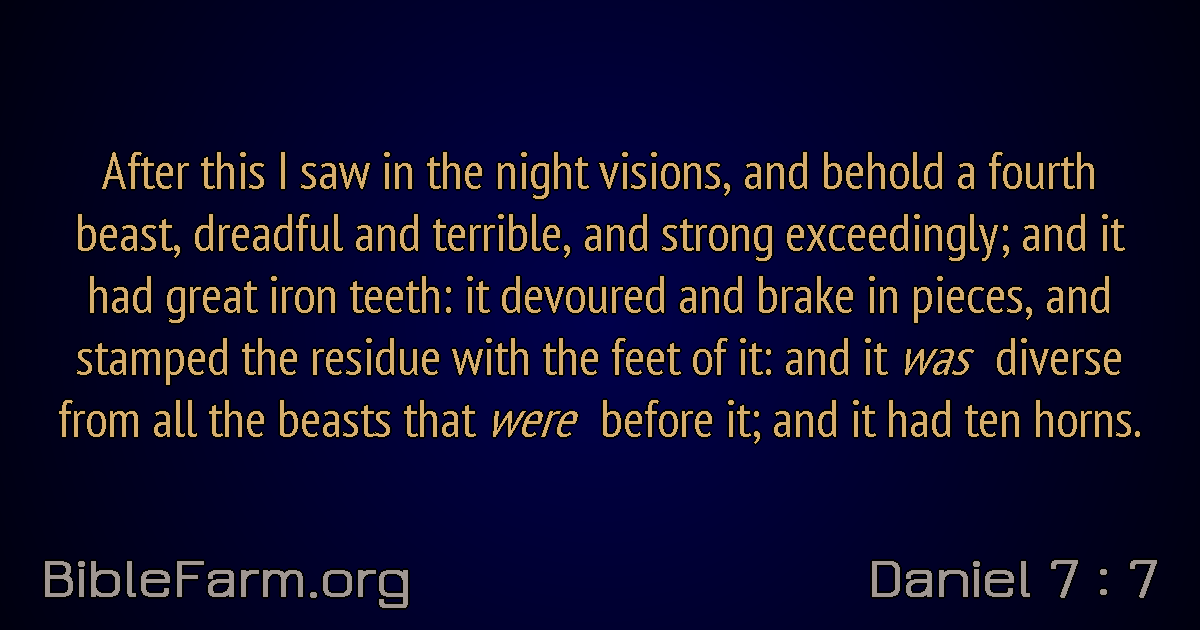 After this I saw in the night visions, and behold a fourth
beast, dreadful and terrible, and strong exceedingly; and it
had great iron teeth: it devoured and brake in pieces, and
stamped the residue with the feet of it: and it was diverse
from all the beasts that were before it; and it had ten horns.
BibleFarm.org
Daniel 7 : 7